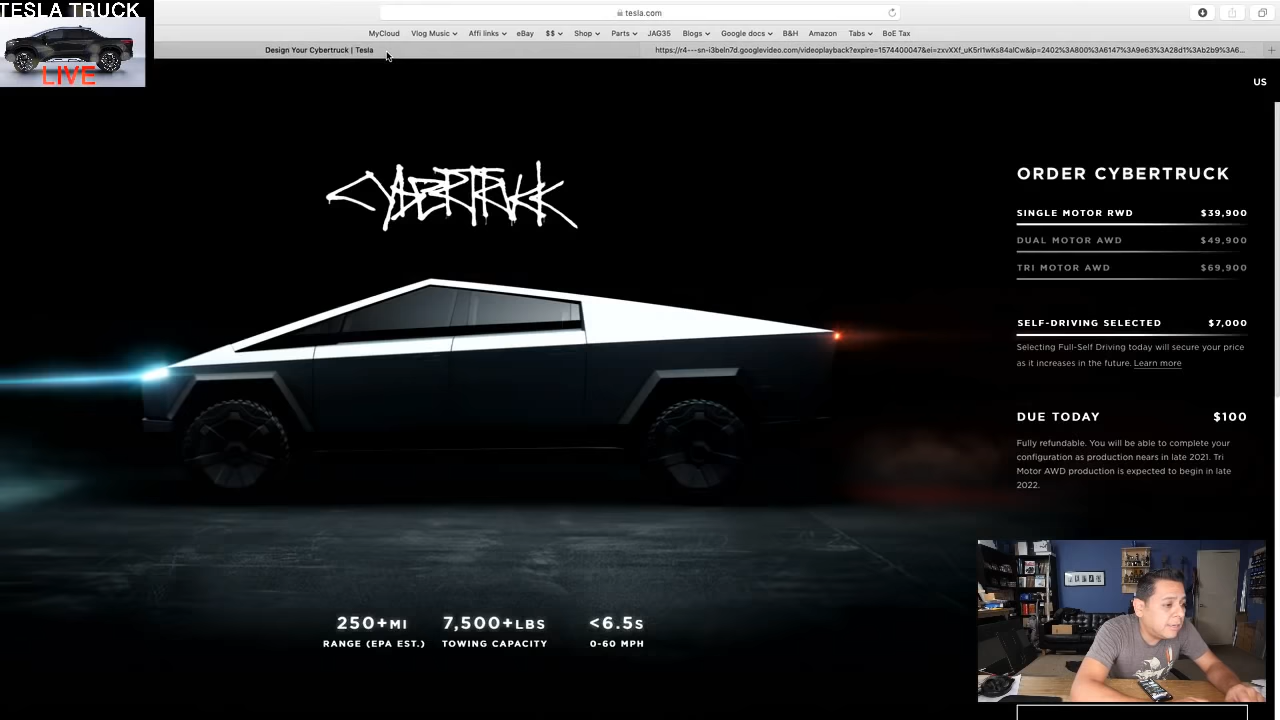 TESLA TRUCK
LIVE
tesla.com
MyCloud Vlog Music Affi links eBay $$ Shop Parts JAG35 Blogs Google docs B&H Amazon Tabs BoE Tax
Design Your Cybertruck | Tesla
US
CYBERTRUCK
ORDER CYBERTRUCK
SINGLE MOTOR RWD $39,900
DUAL MOTOR AWD $49,900
TRI MOTOR AWD $69,900
SELF-DRIVING SELECTED $7,000
Selecting Full-Self Driving today will secure your price
as it increases in the future. Learn more
DUE TODAY $100
Fully refundable. You will be able to complete your
configuration as production nears in late 2021. Tri
Motor AWD production is expected to begin in late
2022.
250+MI 7,500+LBS <6.5S
RANGE (EPA EST.) TOWING CAPACITY 0-60 MPH